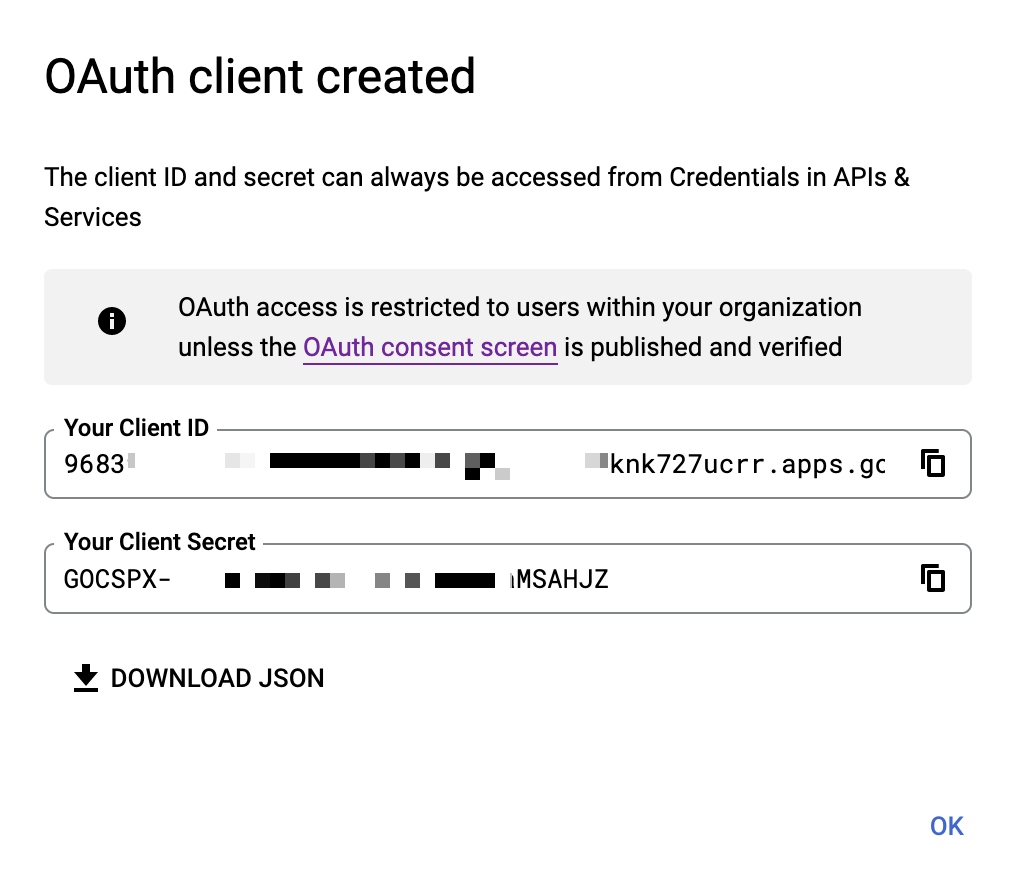 OAuth client created
The client ID and secret can always be accessed from Credentials in APIs &
Services
OAuth access is restricted to users within your organization
unless the OAuth consent screen is published and verified
Your Client ID
9683 knk727ucrr.apps.gc
Your Client Secret
GOCSPX- MSAHJZ
DOWNLOAD JSON
OK